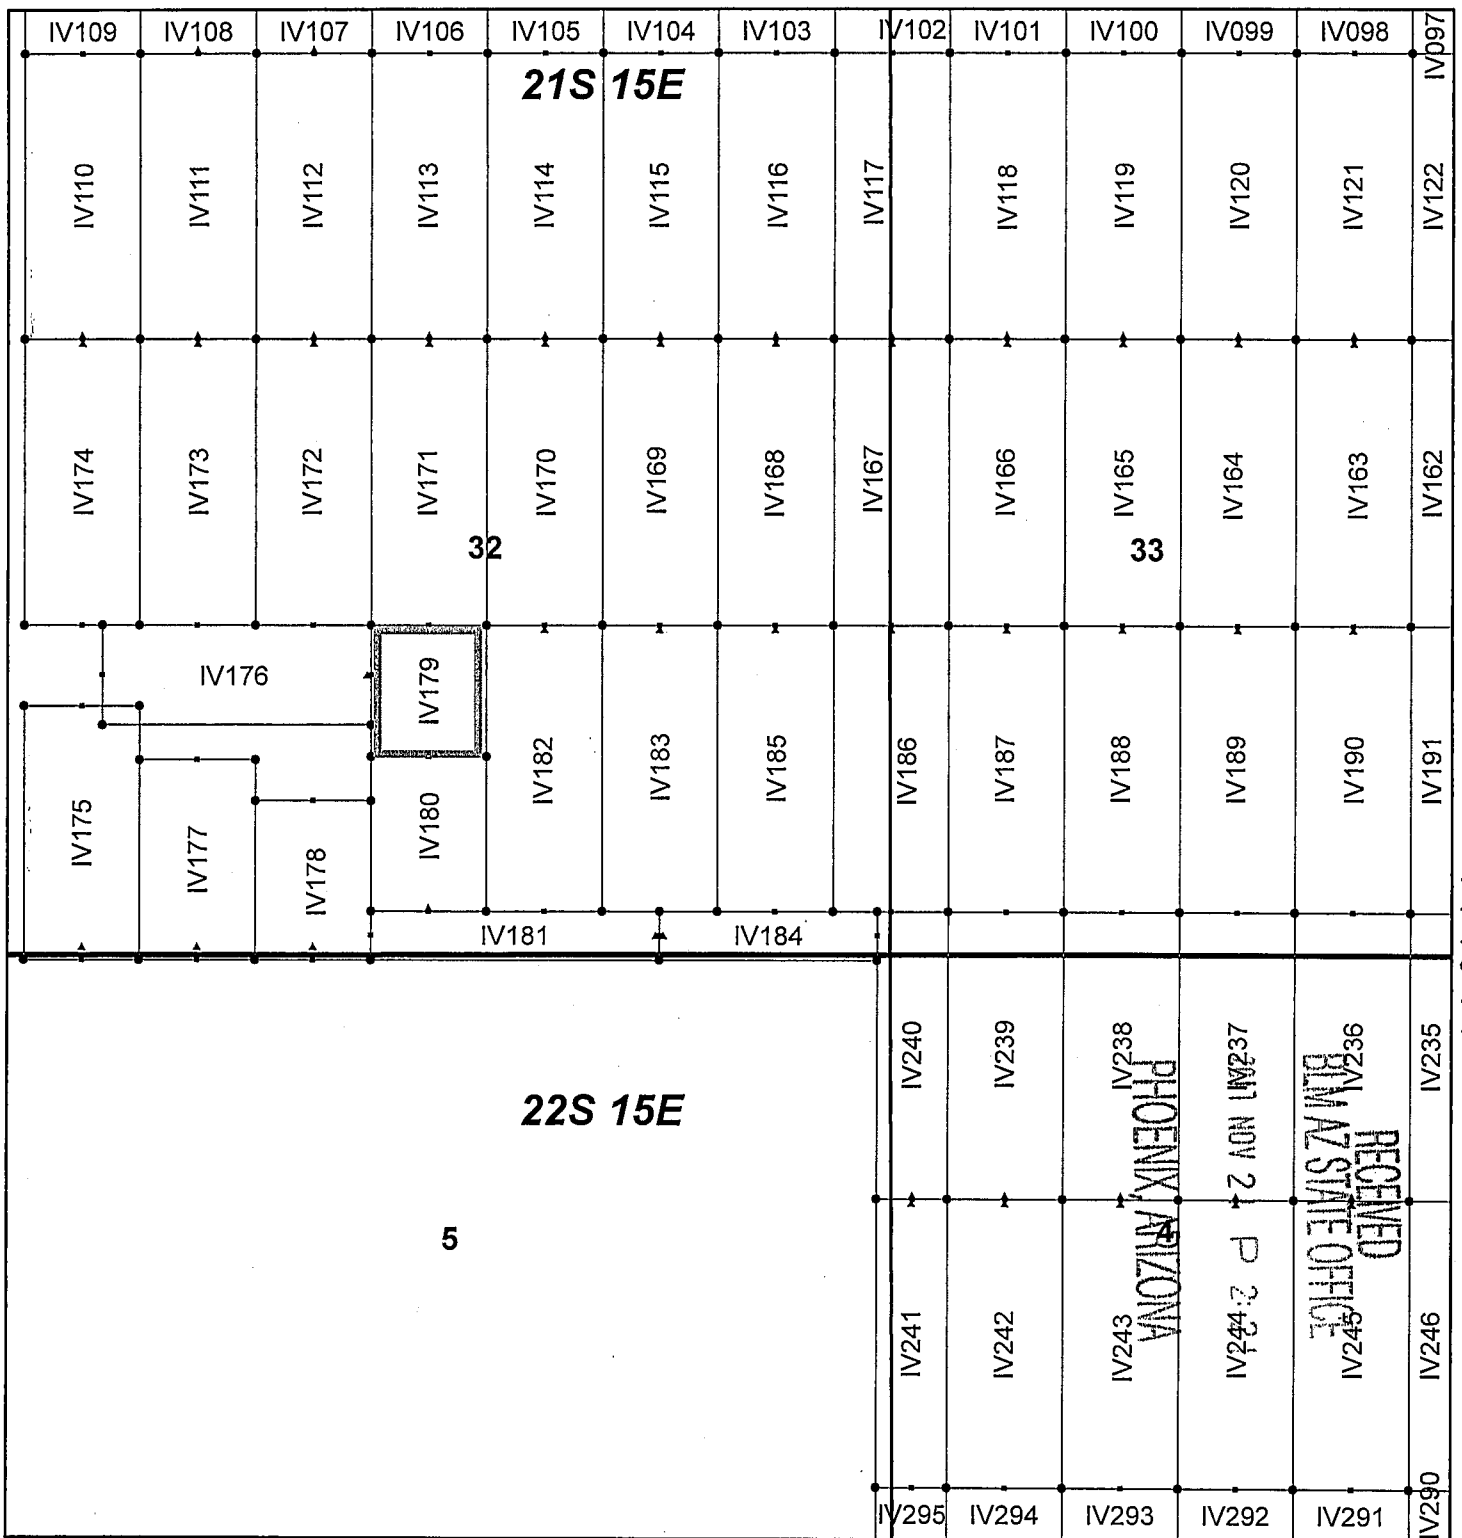 IV109 IV108 IV107 IV106 IV105 IV104 IV103 IV102 IV101 IV100 IV099 IV098 IV097
21S 15E
IV110 IV111 IV112 IV113 IV114 IV115 IV116 IV117 IV118 IV119 IV120 IV121 IV122
IV174 IV173 IV172 IV171 IV170 IV169 IV168 IV167 IV166 IV165 IV164 IV163 IV162
32 33
IV176 IV179
IV175 IV177 IV178 IV180 IV182 IV183 IV185 IV186 IV187 IV188 IV189 IV190 IV191
IV181 IV184
IV240 IV239 IV238 IV237 IV236 IV235
22S 15E
5 4
IV241 IV242 IV243 IV244 IV245 IV246
IV295 IV294 IV293 IV292 IV291 IV290
RECEIVED
BLM AZ STATE OFFICE
NOV 2 P 2:
PHOENIX, ARIZONA